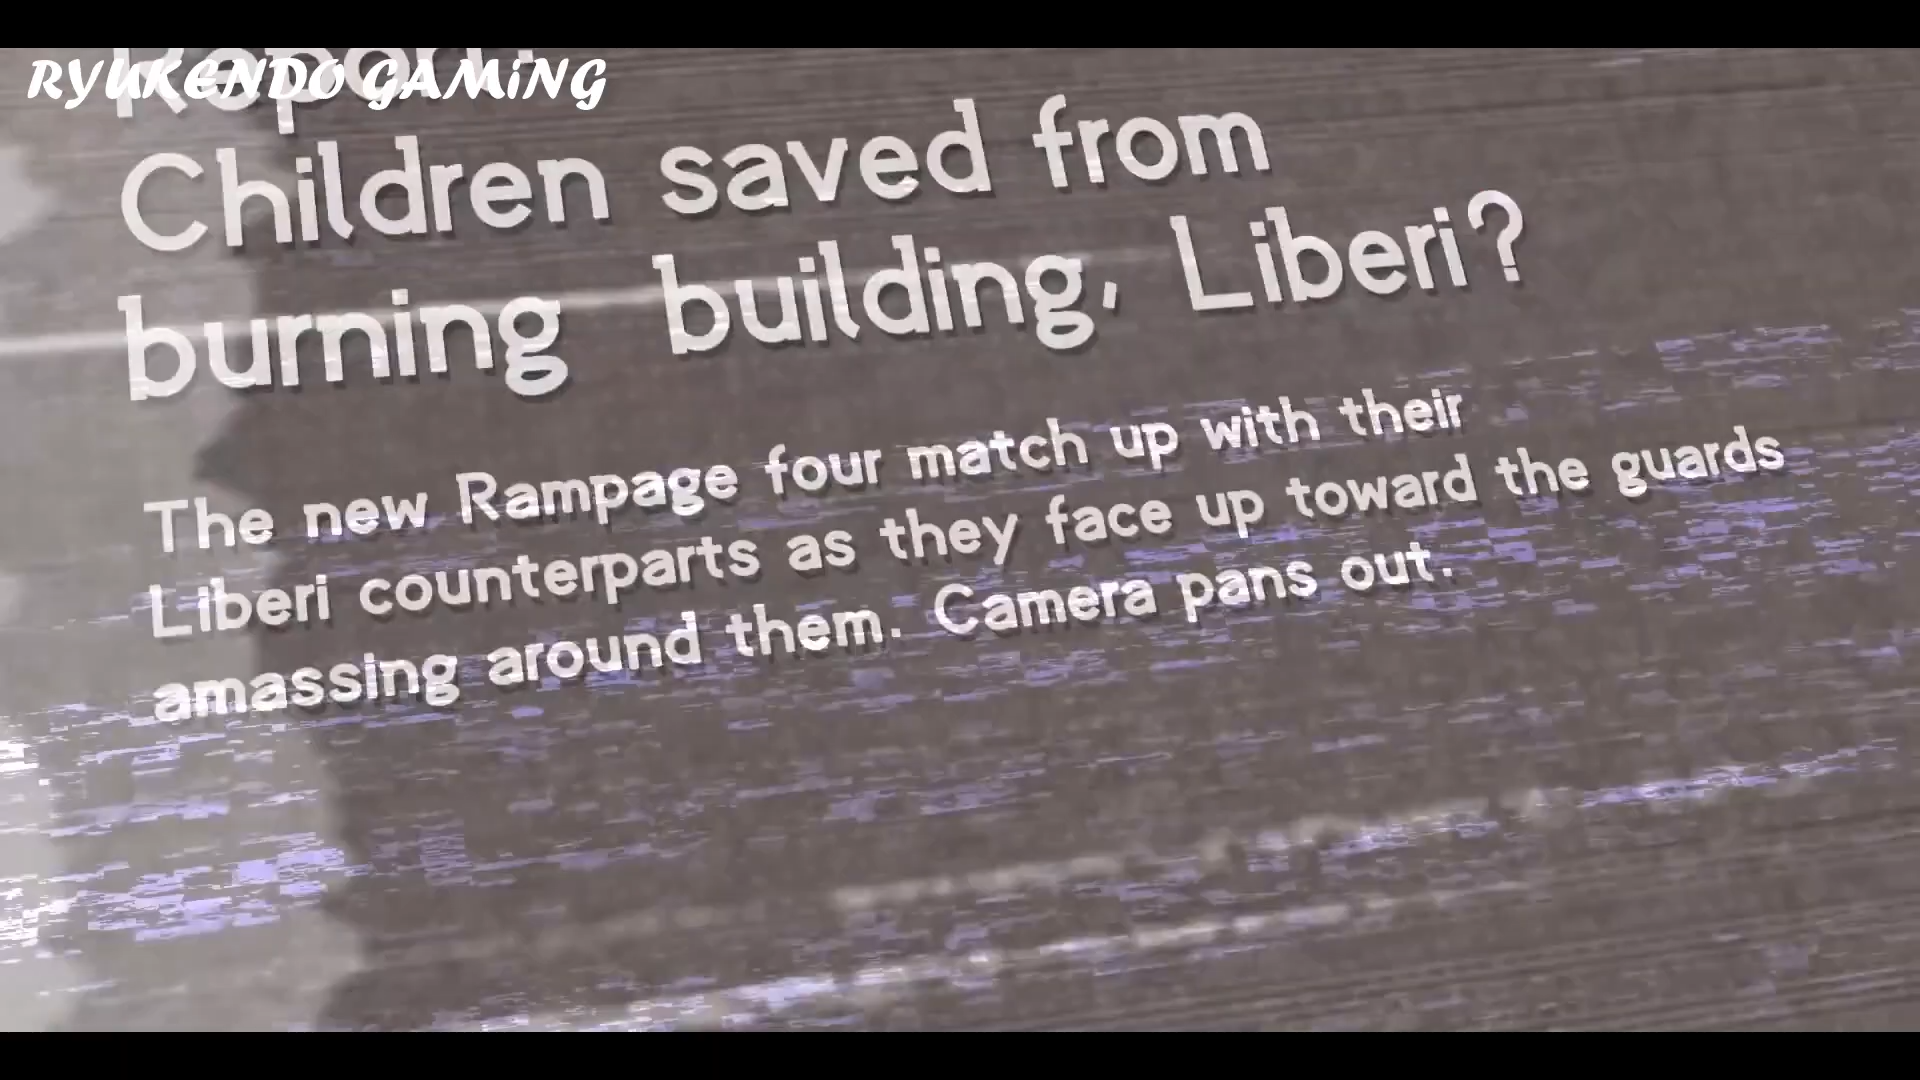 Report:
RYUKENDO GAMiNG
Children saved from
burning building, Liberi?
The new Rampage four match up with their
Liberi counterparts as they face up toward the guards
amassing around them. Camera pans out.